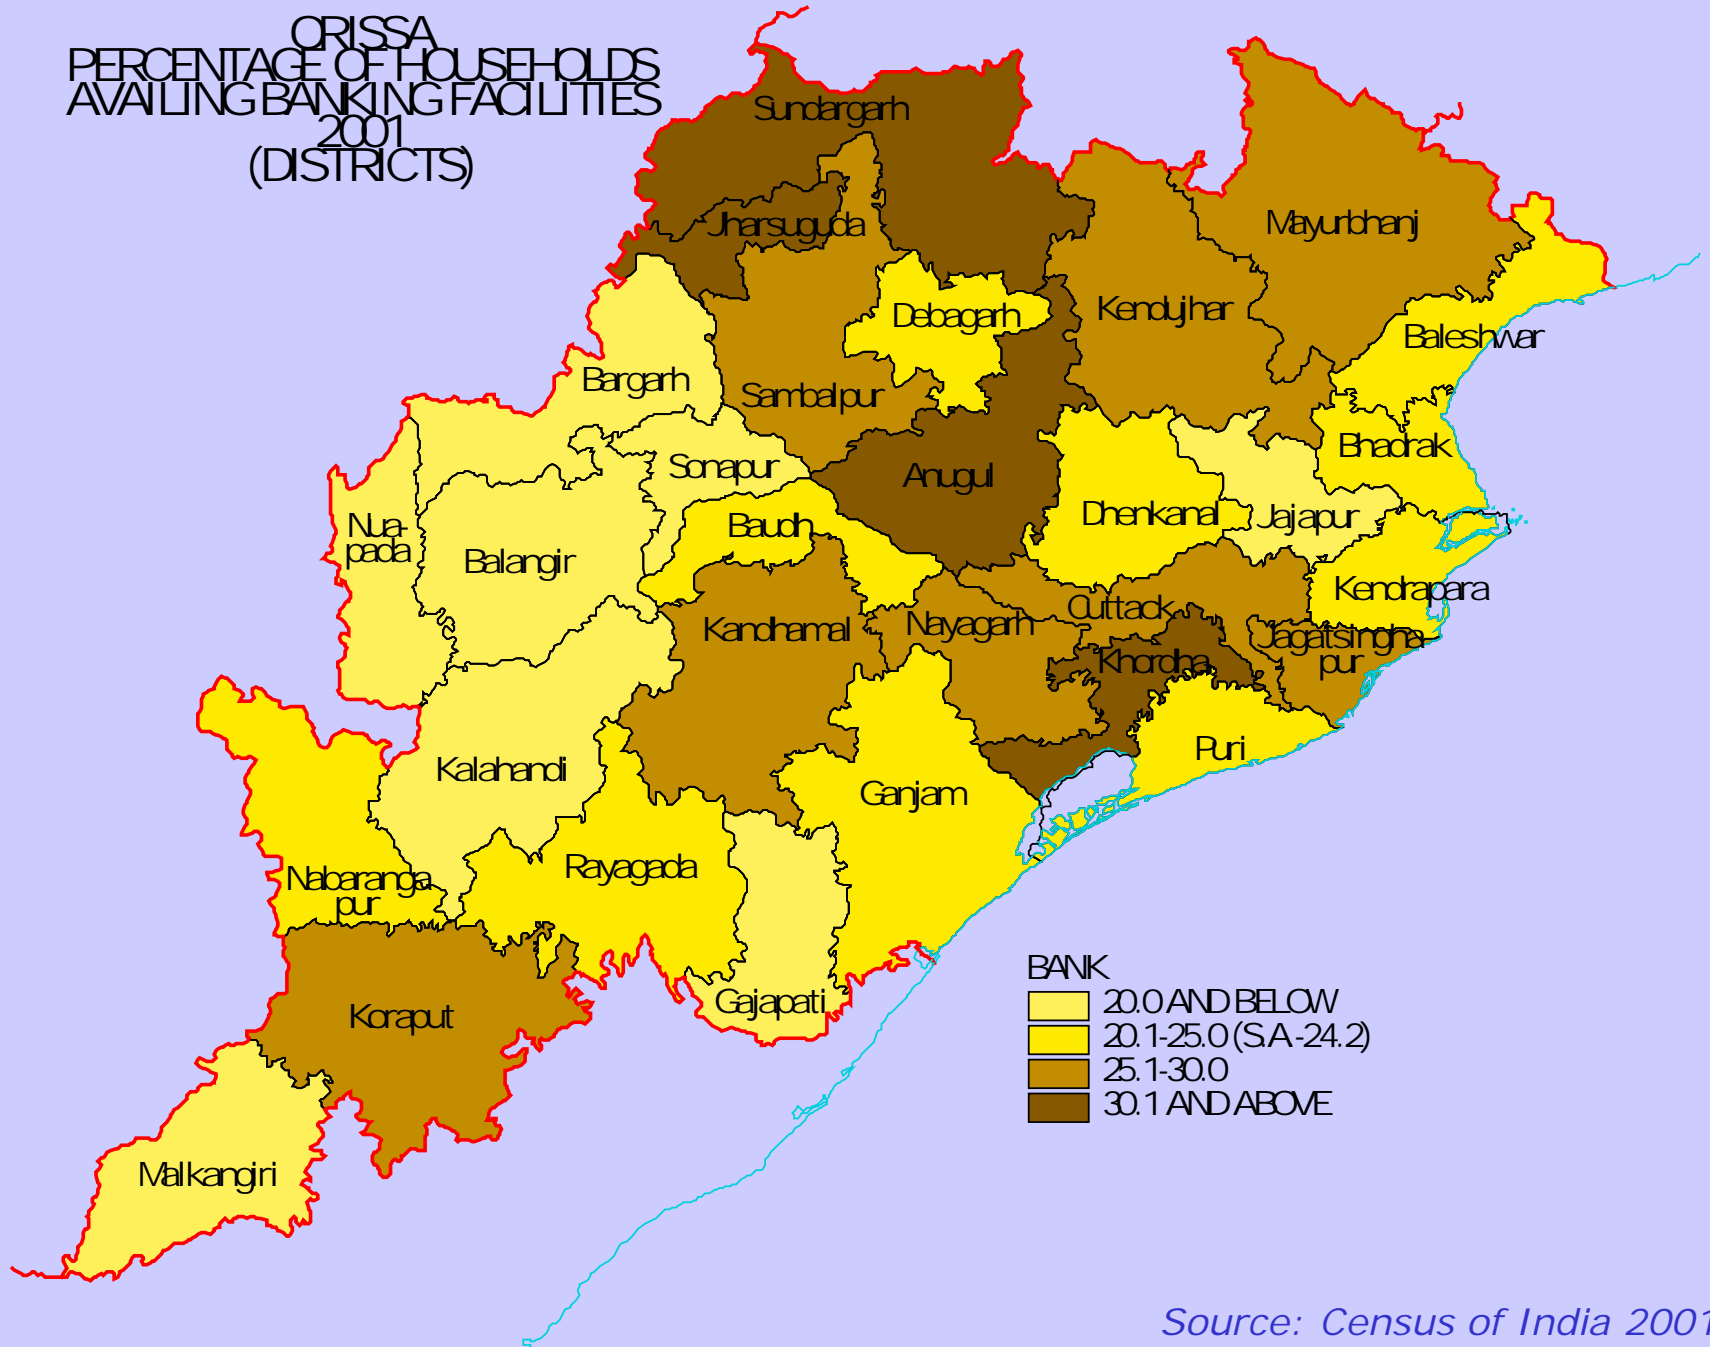 ORISSA
PERCENTAGE OF HOUSEHOLDS
AVAILING BANKING FACILITIES
2001
(DISTRICTS)
Sundargarh
Jharsuguda
Mayurbhanj
Debagarh
Kendujhar
Baleshwar
Bargarh
Sambalpur
Bhadrak
Sonapur
Anugul
Nua-
pada
Balangir
Baudh
Dhenkanal
Jajapur
Kendrapara
Kandhamal
Nayagarh
Cuttack
Jagatsingha-
pur
Khordha
Kalahandi
Puri
Ganjam
Nabaranga
pur
Rayagada
Gajapati
Koraput
Malkangiri
BANK
20.0 AND BELOW
20.1-25.0 (S.A.-24.2)
25.1-30.0
30.1 AND ABOVE
Source: Census of India 2001